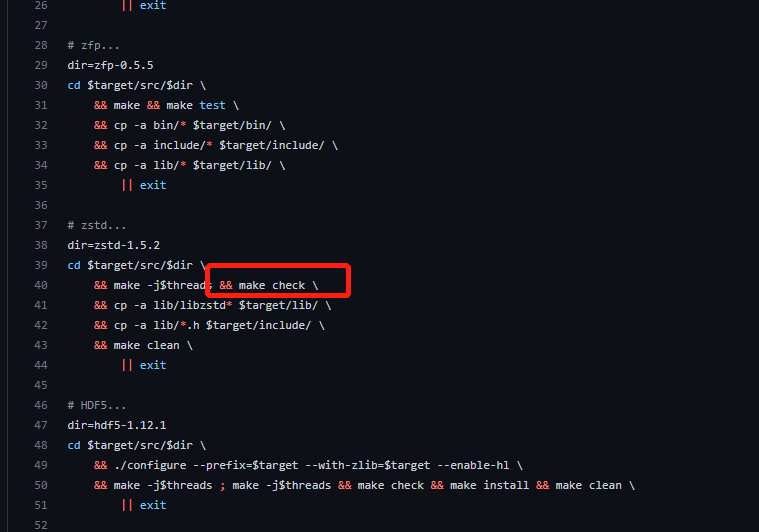 26 || exit
27
28 # zfp...
29 dir=zfp-0.5.5
30 cd $target/src/$dir \
31 && make && make test \
32 && cp -a bin/* $target/bin/ \
33 && cp -a include/* $target/include/ \
34 && cp -a lib/* $target/lib/ \
35 || exit
36
37 # zstd...
38 dir=zstd-1.5.2
39 cd $target/src/$dir \
40 && make -j$threads && make check \
41 && cp -a lib/libzstd* $target/lib/ \
42 && cp -a lib/*.h $target/include/ \
43 && make clean \
44 || exit
45
46 # HDF5...
47 dir=hdf5-1.12.1
48 cd $target/src/$dir \
49 && ./configure --prefix=$target --with-zlib=$target --enable-hl \
50 && make -j$threads ; make -j$threads && make check && make install && make clean \
51 || exit
52